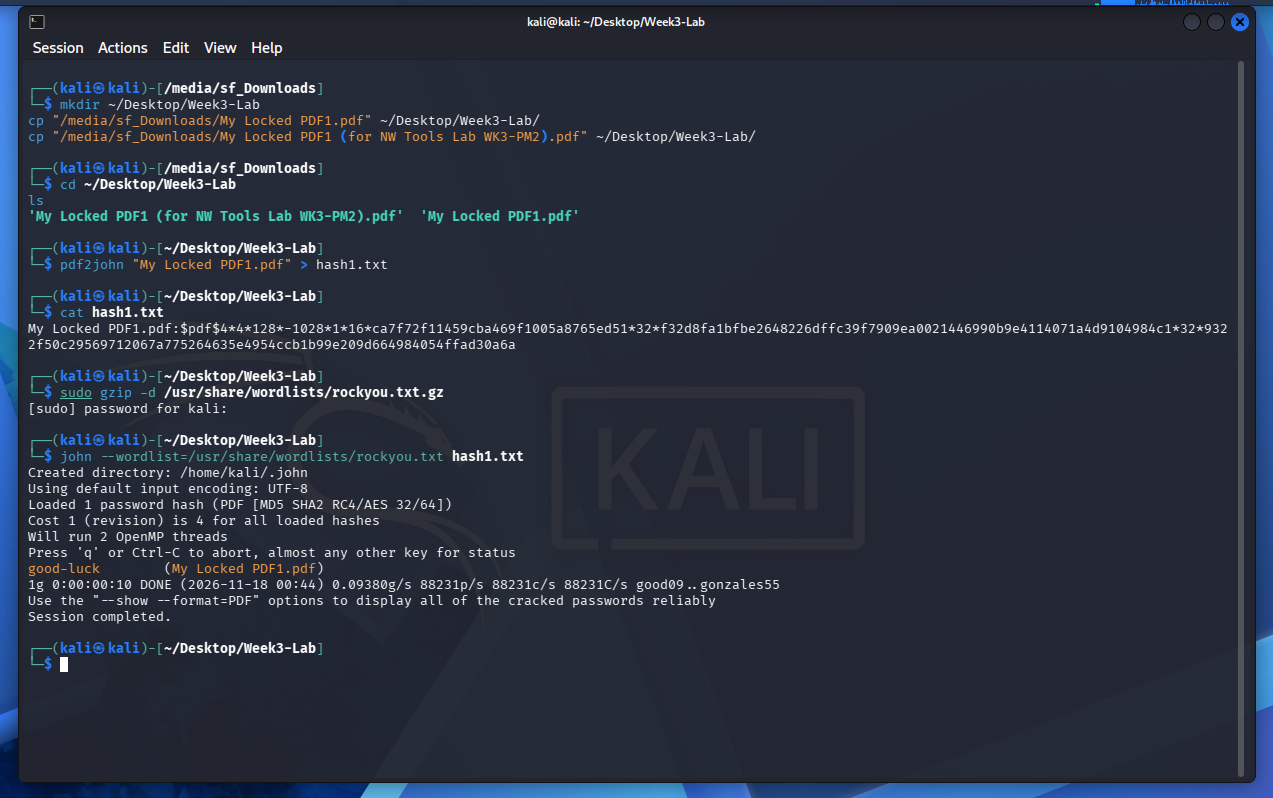 kali@kali: ~/Desktop/Week3-Lab
Session Actions Edit View Help
┌──(kali㉿kali)-[/media/sf_Downloads]
└─$ mkdir ~/Desktop/Week3-Lab
cp "/media/sf_Downloads/My Locked PDF1.pdf" ~/Desktop/Week3-Lab/
cp "/media/sf_Downloads/My Locked PDF1 (for NW Tools Lab WK3-PM2).pdf" ~/Desktop/Week3-Lab/
┌──(kali㉿kali)-[/media/sf_Downloads]
└─$ cd ~/Desktop/Week3-Lab
ls
'My Locked PDF1 (for NW Tools Lab WK3-PM2).pdf'  'My Locked PDF1.pdf'
┌──(kali㉿kali)-[~/Desktop/Week3-Lab]
└─$ pdf2john "My Locked PDF1.pdf" > hash1.txt
┌──(kali㉿kali)-[~/Desktop/Week3-Lab]
└─$ cat hash1.txt
My Locked PDF1.pdf:$pdf$4*4*128*-1028*1*16*ca7f72f11459cba469f1005a8765ed51*32*f32d8fa1bfbe2648226dffc39f7909ea0021446990b9e4114071a4d9104984c1*32*932
2f50c29569712067a775264635e4954ccb1b99e209d664984054ffad30a6a
┌──(kali㉿kali)-[~/Desktop/Week3-Lab]
└─$ sudo gzip -d /usr/share/wordlists/rockyou.txt.gz
[sudo] password for kali:
┌──(kali㉿kali)-[~/Desktop/Week3-Lab]
└─$ john --wordlist=/usr/share/wordlists/rockyou.txt hash1.txt
Created directory: /home/kali/.john
Using default input encoding: UTF-8
Loaded 1 password hash (PDF [MD5 SHA2 RC4/AES 32/64])
Cost 1 (revision) is 4 for all loaded hashes
Will run 2 OpenMP threads
Press 'q' or Ctrl-C to abort, almost any other key for status
good-luck        (My Locked PDF1.pdf)
1g 0:00:00:10 DONE (2026-11-18 00:44) 0.09380g/s 88231p/s 88231c/s 88231C/s good09..gonzales55
Use the "--show --format=PDF" options to display all of the cracked passwords reliably
Session completed.
┌──(kali㉿kali)-[~/Desktop/Week3-Lab]
└─$
KALI